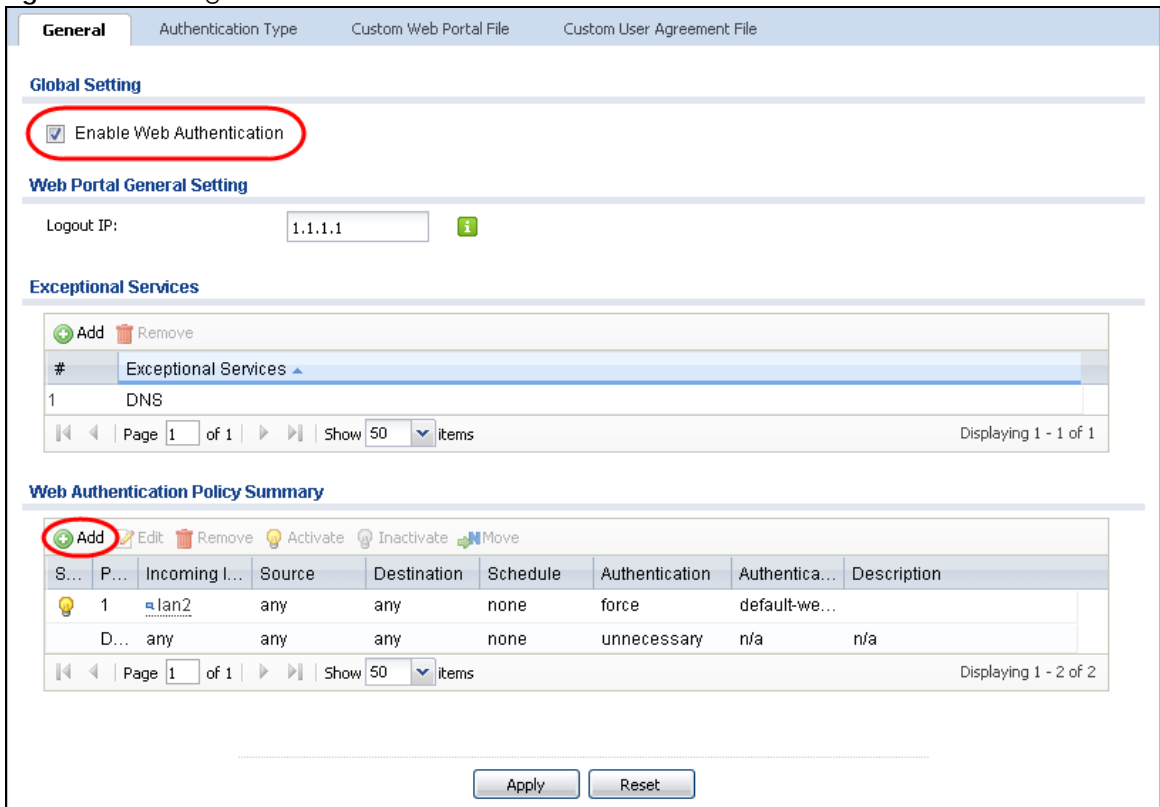 General Authentication Type Custom Web Portal File Custom User Agreement File
Global Setting
Enable Web Authentication
Web Portal General Setting
Logout IP: 1.1.1.1
Exceptional Services
Add Remove
# Exceptional Services
1 DNS
Page 1 of 1 Show 50 items Displaying 1 - 1 of 1
Web Authentication Policy Summary
Add Edit Remove Activate Inactivate Move
S... P... Incoming I... Source Destination Schedule Authentication Authentica... Description
1 lan2 any any none force default-we...
D... any any any none unnecessary n/a n/a
Page 1 of 1 Show 50 items Displaying 1 - 2 of 2
Apply Reset